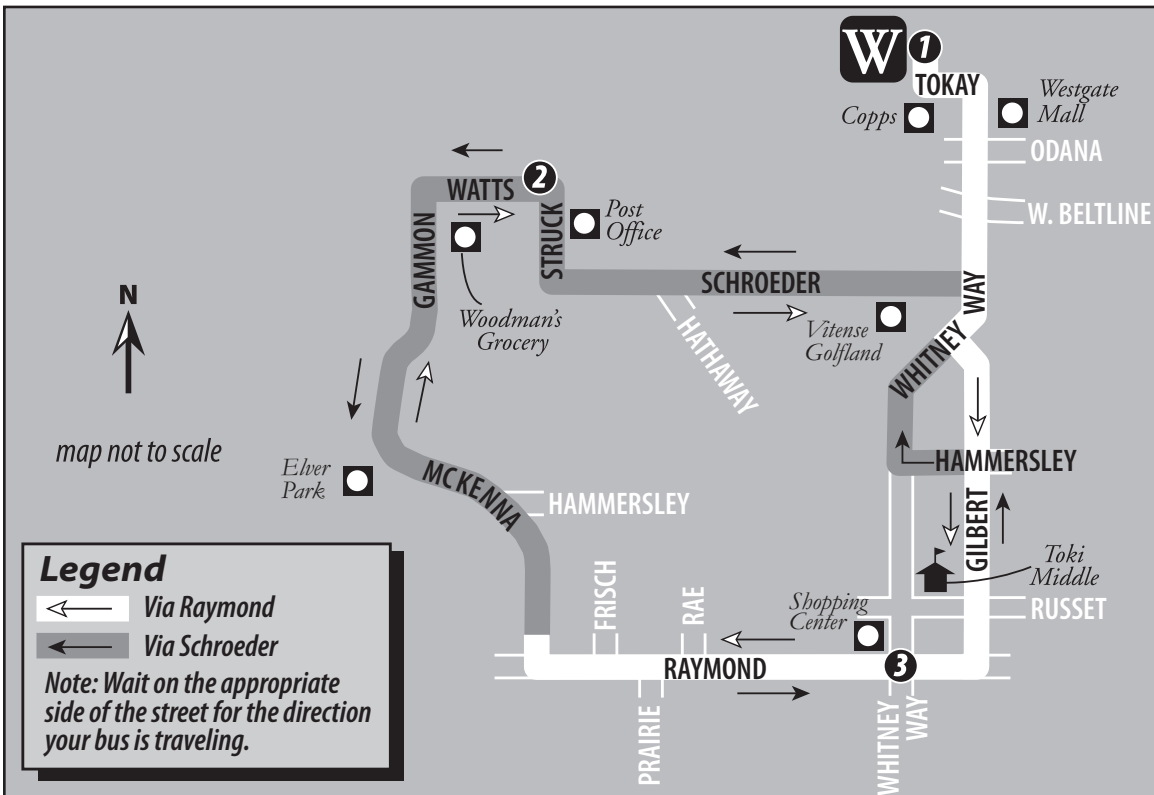 W
1
TOKAY
Copps
Westgate
Mall
ODANA
W. BELTLINE
WATTS
2
STRUCK
Post
Office
GAMMON
Woodman's
Grocery
SCHROEDER
HATHAWAY
Vitense
Golfland
WHITNEY
WAY
N
map not to scale
Elver
Park
MCKENNA
HAMMERSLEY
HAMMERSLEY
GILBERT
Toki
Middle
RUSSET
FRISCH
RAE
Shopping
Center
RAYMOND
3
PRAIRIE
WHITNEY
WAY
Legend
Via Raymond
Via Schroeder
Note: Wait on the appropriate
side of the street for the direction
your bus is traveling.